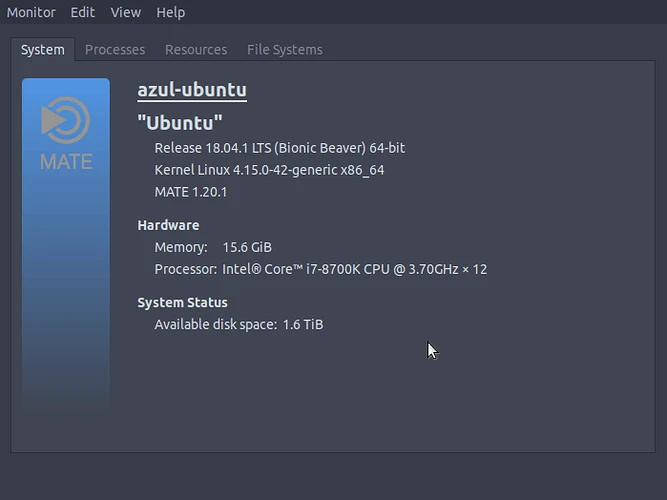 Monitor Edit View Help
System Processes Resources File Systems
MATE
azul-ubuntu
"Ubuntu"
Release 18.04.1 LTS (Bionic Beaver) 64-bit
Kernel Linux 4.15.0-42-generic x86_64
MATE 1.20.1
Hardware
Memory: 15.6 GiB
Processor: Intel® Core™ i7-8700K CPU @ 3.70GHz × 12
System Status
Available disk space: 1.6 TiB